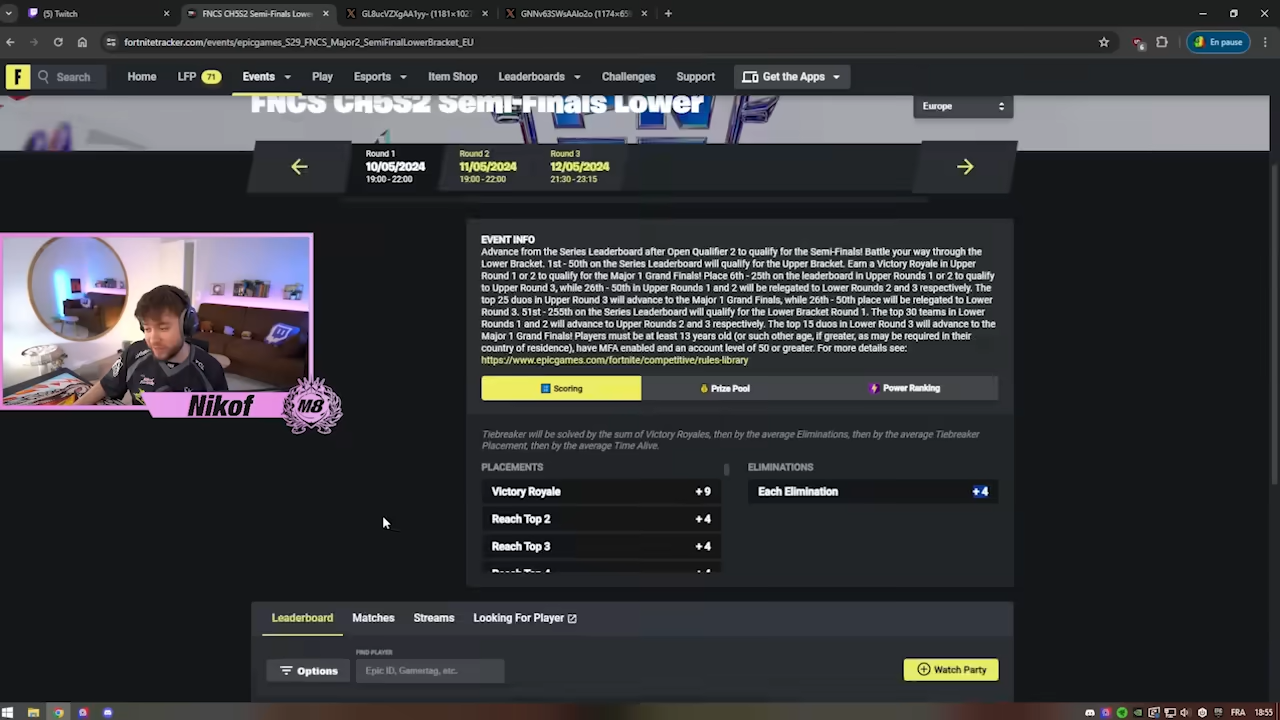 (5) Twitch
FNCS CH5S2 Semi-Finals Lower
GL8ucVZXgAA1yy- (1181×102
GNNv63SWsAAlo2o (1174×65
fortnitetracker.com/events/epicgames_S29_FNCS_Major2_SemiFinalLowerBracket_EU
En pause
F
Search
Home
LFP 71
Events
Play
Esports
Item Shop
Leaderboards
Challenges
Support
Get the Apps
FNCS CH5S2 Semi-Finals Lower
Europe
Round 1
10/05/2024
19:00 - 22:00
Round 2
11/05/2024
19:00 - 22:00
Round 3
12/05/2024
21:30 - 23:15
EVENT INFO
Advance from the Series Leaderboard after Open Qualifier 2 to qualify for the Semi-Finals! Battle your way through the
Lower Bracket. 1st - 50th on the Series Leaderboard will qualify for the Upper Bracket. Earn a Victory Royale in Upper
Round 1 or 2 to qualify for the Major 1 Grand Finals! Place 6th - 25th on the leaderboard in Upper Rounds 1 or 2 to qualify
to Upper Round 3, while 26th - 50th in Upper Rounds 1 and 2 will be relegated to Lower Rounds 2 and 3 respectively. The
top 25 duos in Upper Round 3 will advance to the Major 1 Grand Finals, while 26th - 50th place will be relegated to Lower
Round 3. 51st - 255th on the Series Leaderboard will qualify for the Lower Bracket Round 1. The top 30 teams in Lower
Rounds 1 and 2 will advance to Upper Rounds 2 and 3 respectively. The top 15 duos in Lower Round 3 will advance to the
Major 1 Grand Finals! Players must be at least 13 years old (or such other age, if greater, as may be required in their
country of residence), have MFA enabled and an account level of 50 or greater. For more details see:
https://www.epicgames.com/fortnite/competitive/rules-library
Scoring
Prize Pool
Power Ranking
Nikof
M8
Tiebreaker will be solved by the sum of Victory Royales, then by the average Eliminations, then by the average Tiebreaker
Placement, then by the average Time Alive.
PLACEMENTS
ELIMINATIONS
Victory Royale +9
Each Elimination +4
Reach Top 2 +4
Reach Top 3 +4
Reach Top 4 +4
Leaderboard
Matches
Streams
Looking For Player
FIND PLAYER
Options
Epic ID, Gamertag, etc.
Watch Party
FRA
18:55